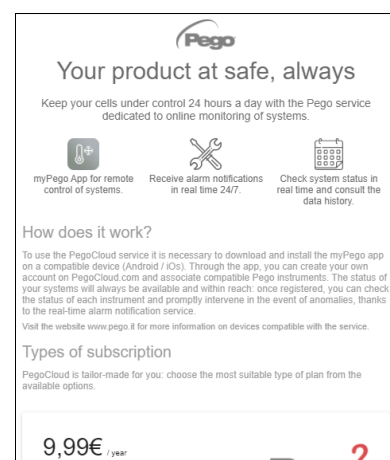 Pego
Your product at safe, always
Keep your cells under control 24 hours a day with the Pego service
dedicated to online monitoring of
systems.
myPego App for remote
control of systems.
Receive alarm notifications
in real time 24/7.
Check system status in
real time and consult the
data history.
How does it work?
To use the PegoCloud service it is necessary to download and install the myPego app
on a compatible device (Android / iOs). Through the app, you can create your own
account on PegoCloud.com and associate compatible Pego instruments. The status of
your systems will always be available and within reach: once registered, you can check
the status of each instrument and promptly intervene in the event of anomalies, thanks
to the real-time alarm notification service.
Visit the website www.pego.it for more information on devices compatible with the service.
Types of subscription
PegoCloud is tailor-made for you: choose the most suitable type of plan from the
available options.
9,99€ / year
2